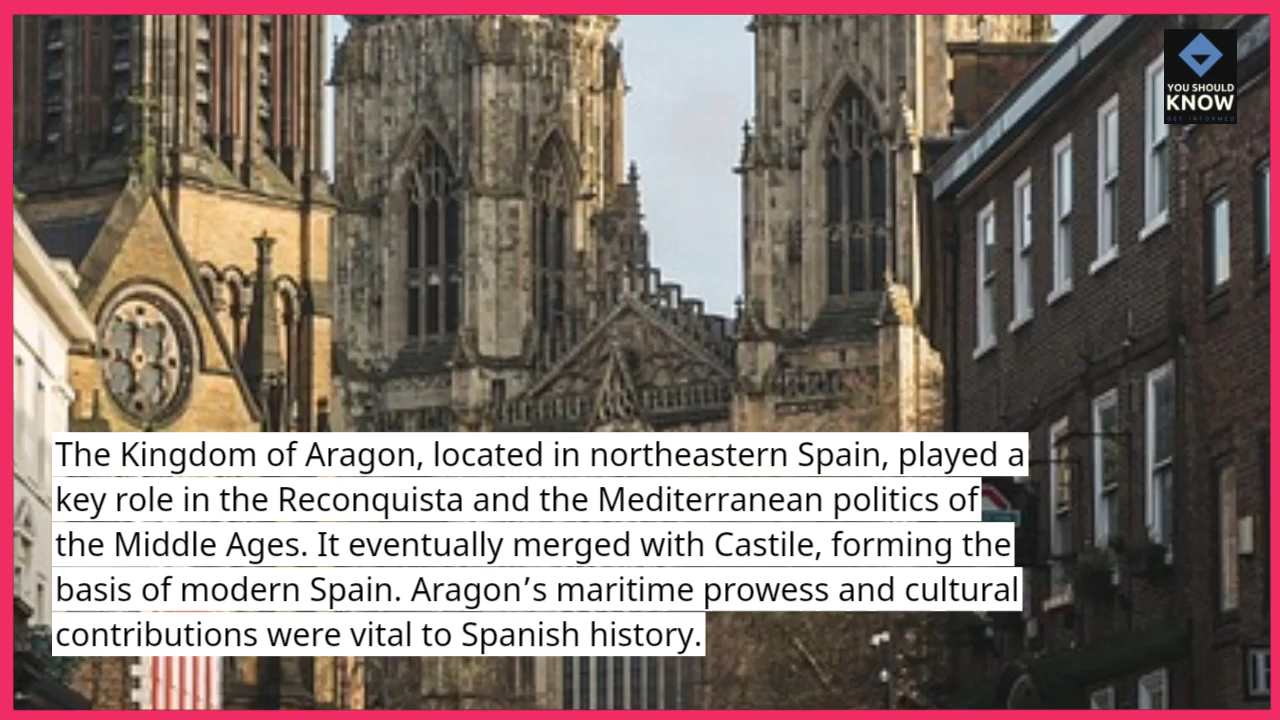 YOU SHOULD
KNOW
GET INFORMED
The Kingdom of Aragon, located in northeastern Spain, played a
key role in the Reconquista and the Mediterranean politics of
the Middle Ages. It eventually merged with Castile, forming the
basis of modern Spain. Aragon’s maritime prowess and cultural
contributions were vital to Spanish history.